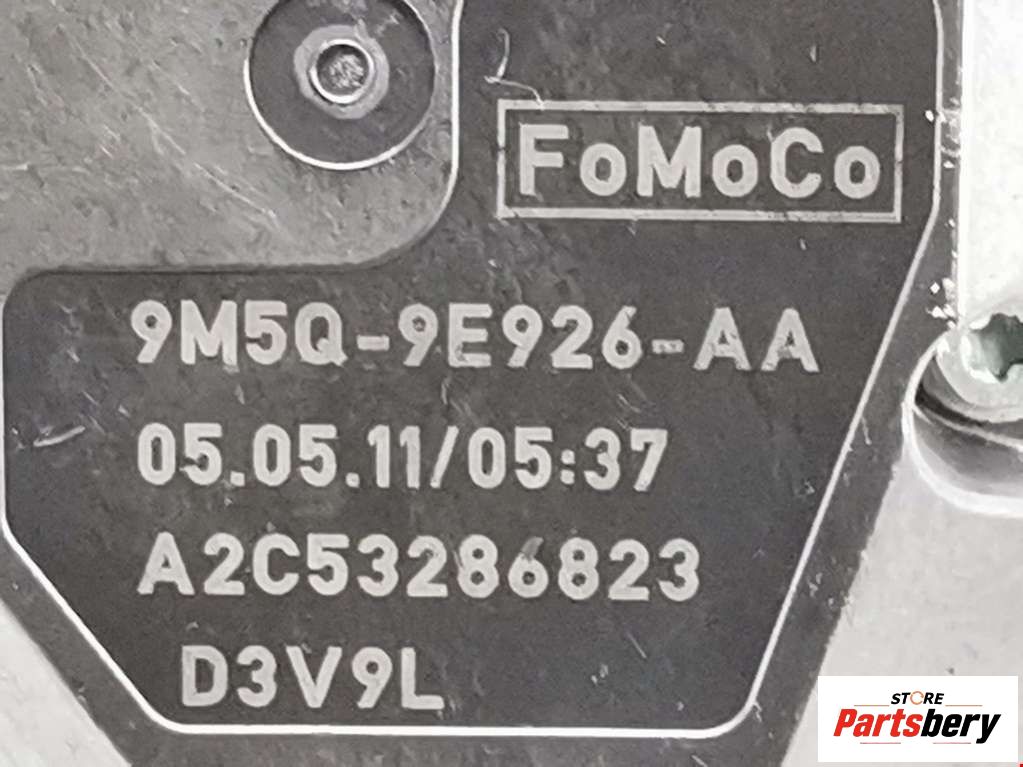 FoMoCo
9M5Q-9E926-AA
05.05.11/05:37
A2C53286823
D3V9L
STORE
Partsbery